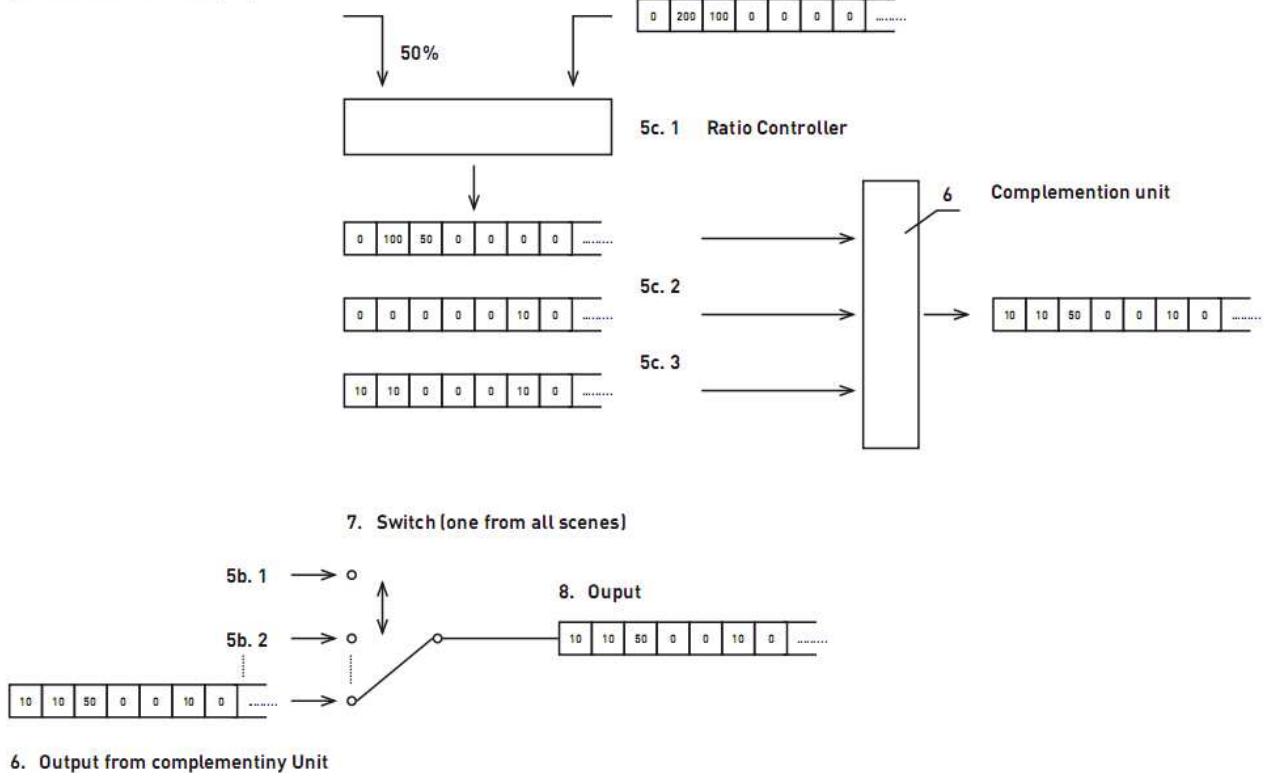 0 200 100 0 0 0 0 .........
50%
5c. 1 Ratio Controller
6 Complemention unit
0 100 50 0 0 0 0 .........
5c. 2
0 0 0 0 0 10 0 .........
10 10 50 0 0 10 0 .........
5c. 3
10 10 0 0 0 10 0 .........
7. Switch (one from all scenes)
5b. 1
8. Ouput
5b. 2
10 10 50 0 0 10 0 .........
10 10 50 0 0 10 0 .........
6. Output from complementiny Unit